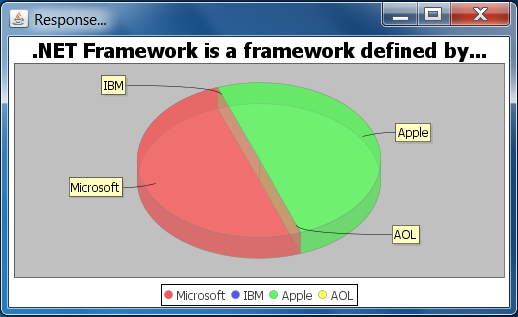 Response...
.NET Framework is a framework defined by...
IBM
Apple
Microsoft
AOL
Microsoft IBM Apple AOL